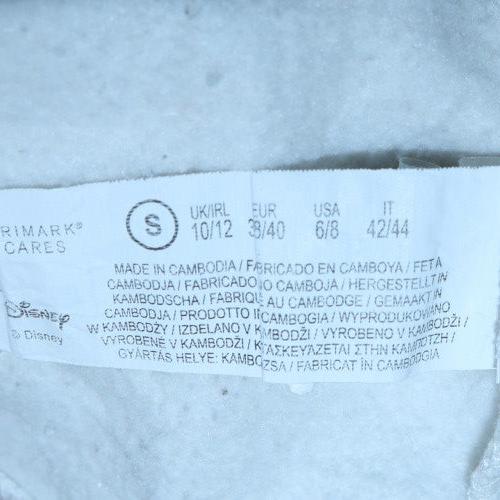 RIMARK®
CARES
S
UK/IRL EUR USA IT
10/12 38/40 6/8 42/44
MADE IN CAMBODIA / FABRICADO EN CAMBOYA / FET A
CAMBODJA / FABRICADO NO CAMBOJA / HERGESTELLT IN
KAMBODSCHA / FABRIQU AU CAMBODGE / GEMAAKT IN
CAMBODJA / PRODOTTO IN CAMBOGIA / WYPRODUKOWANO
W KAMBODŻY / IZDELANO V KAMBODŽI / VYROBENO V KAMBODŽI /
VYROBENÉ V KAMBODŽI / ΚΑΤΑΣΚΕΥΑΖΕΤΑΙ ΣΤΗΝ ΚΑΜΠΟΤΖΗ /
GYÁRTÁS HELYE: KAMBODZSA / FABRICAT ÎN CAMBODGIA
Disney
© Disney